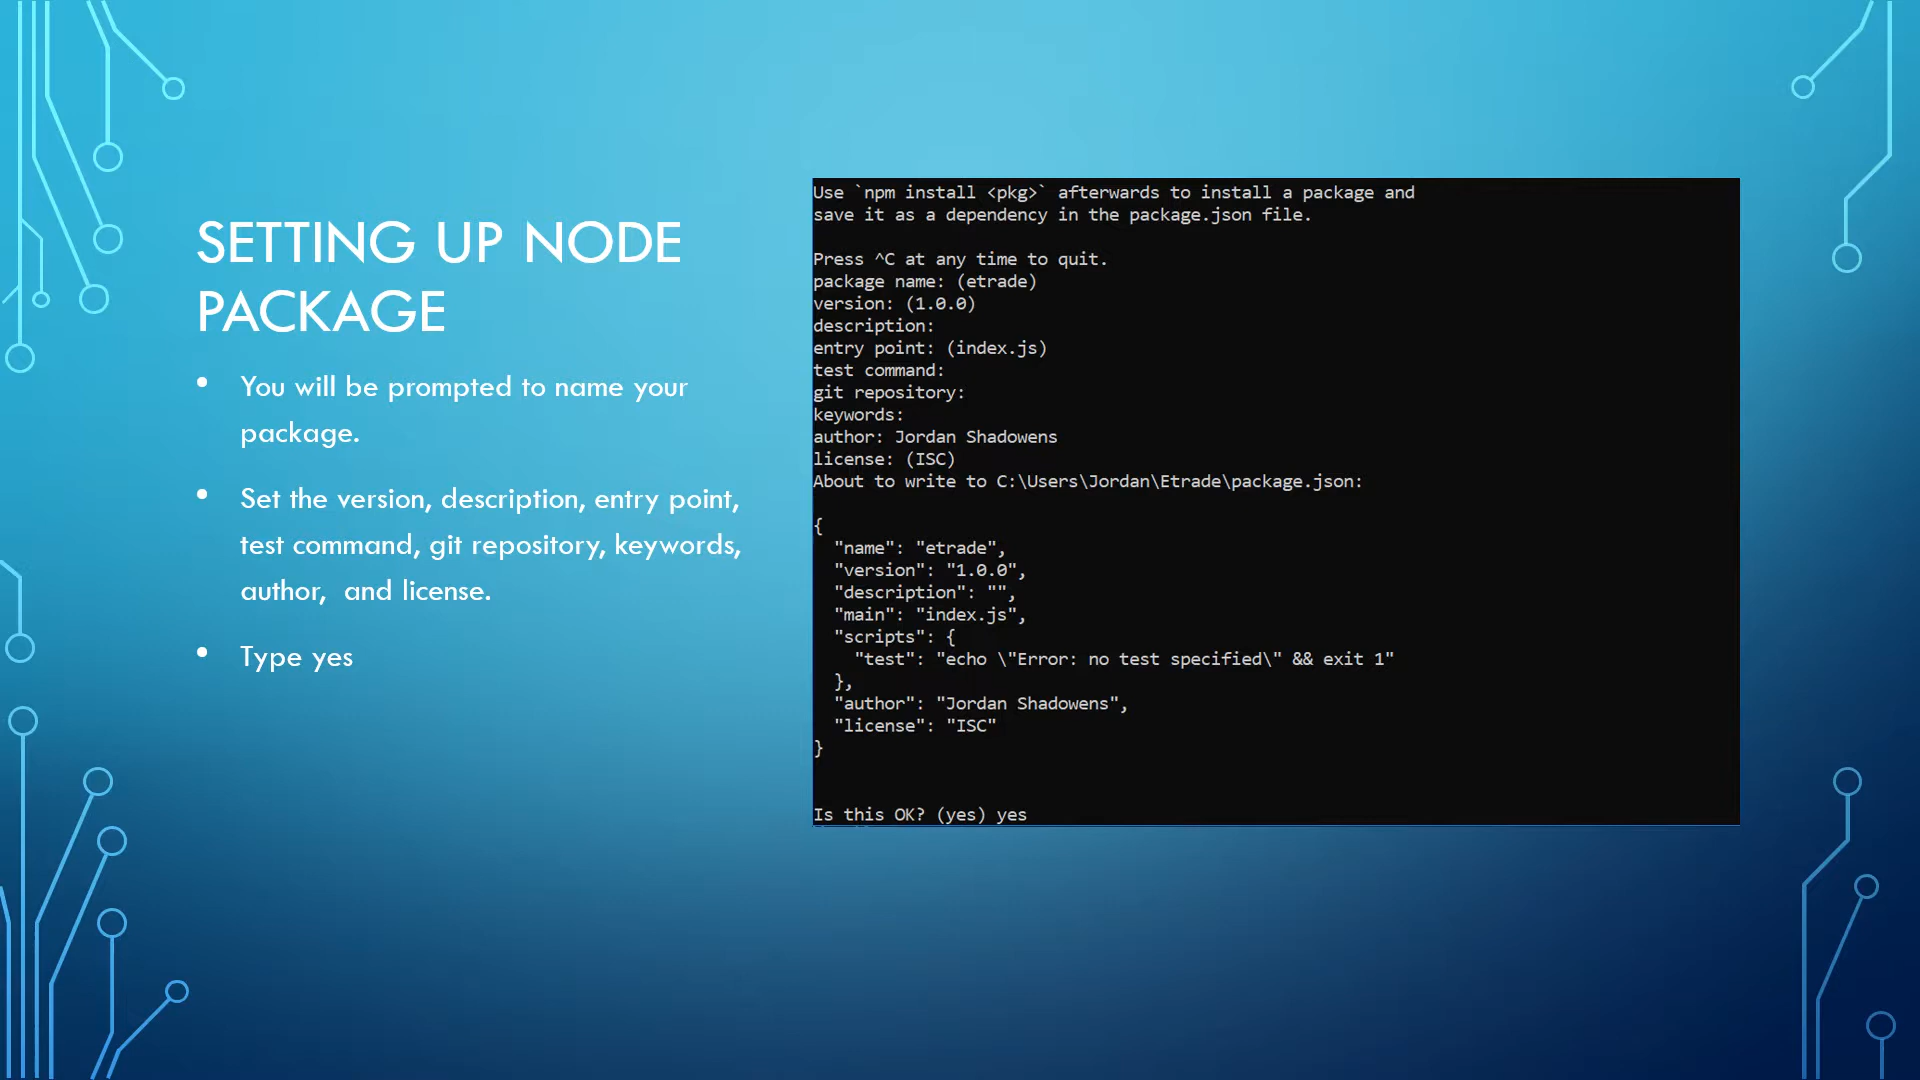 SETTING UP NODE
PACKAGE
• You will be prompted to name your
package.
• Set the version, description, entry point,
test command, git repository, keywords,
author,  and license.
• Type yes
Use `npm install <pkg>` afterwards to install a package and
save it as a dependency in the package.json file.
Press ^C at any time to quit.
package name: (etrade)
version: (1.0.0)
description:
entry point: (index.js)
test command:
git repository:
keywords:
author: Jordan Shadowens
license: (ISC)
About to write to C:\Users\Jordan\Etrade\package.json:
{
  "name": "etrade",
  "version": "1.0.0",
  "description": "",
  "main": "index.js",
  "scripts": {
    "test": "echo \"Error: no test specified\" && exit 1"
  },
  "author": "Jordan Shadowens",
  "license": "ISC"
}
Is this OK? (yes) yes